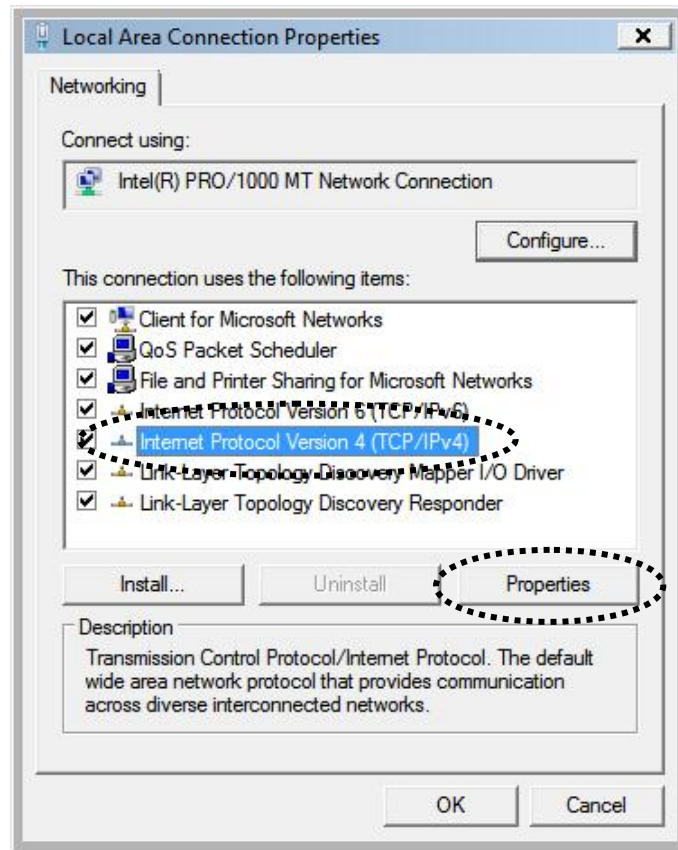 Local Area Connection Properties
Networking
Connect using:
Intel(R) PRO/1000 MT Network Connection
Configure...
This connection uses the following items:
Client for Microsoft Networks
QoS Packet Scheduler
File and Printer Sharing for Microsoft Networks
Internet Protocol Version 6 (TCP/IPv6)
Internet Protocol Version 4 (TCP/IPv4)
Link-Layer Topology Discovery Mapper I/O Driver
Link-Layer Topology Discovery Responder
Install... Uninstall Properties
Description
Transmission Control Protocol/Internet Protocol. The default
wide area network protocol that provides communication
across diverse interconnected networks.
OK Cancel